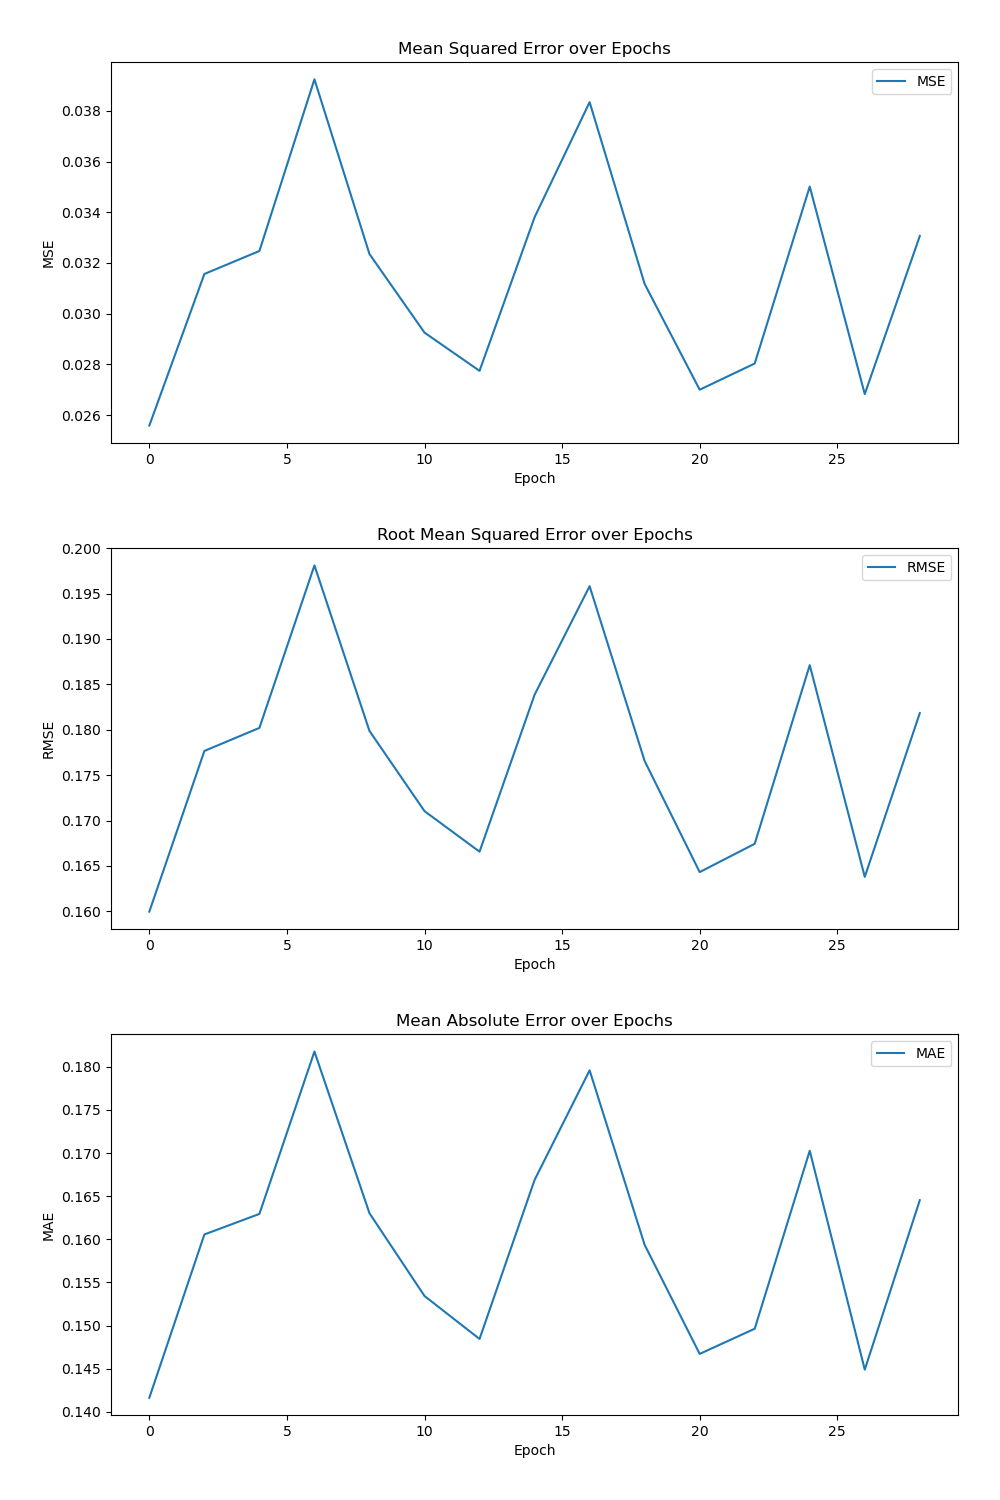 Mean Squared Error over Epochs
MSE
0.038
0.036
0.034
0.032
0.030
0.028
0.026
MSE
0 5 10 15 20 25
Epoch
Root Mean Squared Error over Epochs
RMSE
0.200
0.195
0.190
0.185
0.180
0.175
0.170
0.165
0.160
RMSE
0 5 10 15 20 25
Epoch
Mean Absolute Error over Epochs
MAE
0.180
0.175
0.170
0.165
0.160
0.155
0.150
0.145
0.140
MAE
0 5 10 15 20 25
Epoch